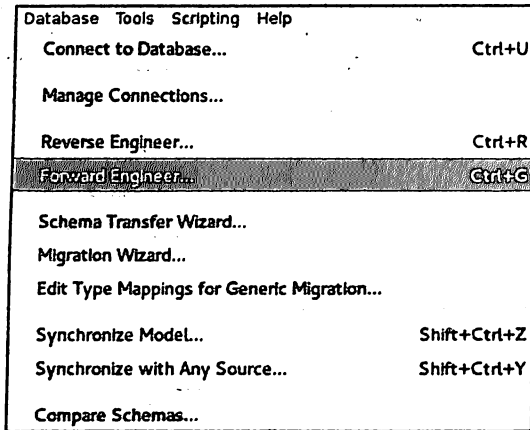 Database Tools Scripting Help
Connect to Database... Ctrl+U
Manage Connections...
Reverse Engineer... Ctrl+R
Forward Engineer... Ctrl+G
Schema Transfer Wizard...
Migration Wizard...
Edit Type Mappings for Generic Migration...
Synchronize Model... Shift+Ctrl+Z
Synchronize with Any Source... Shift+Ctrl+Y
Compare Schemas...